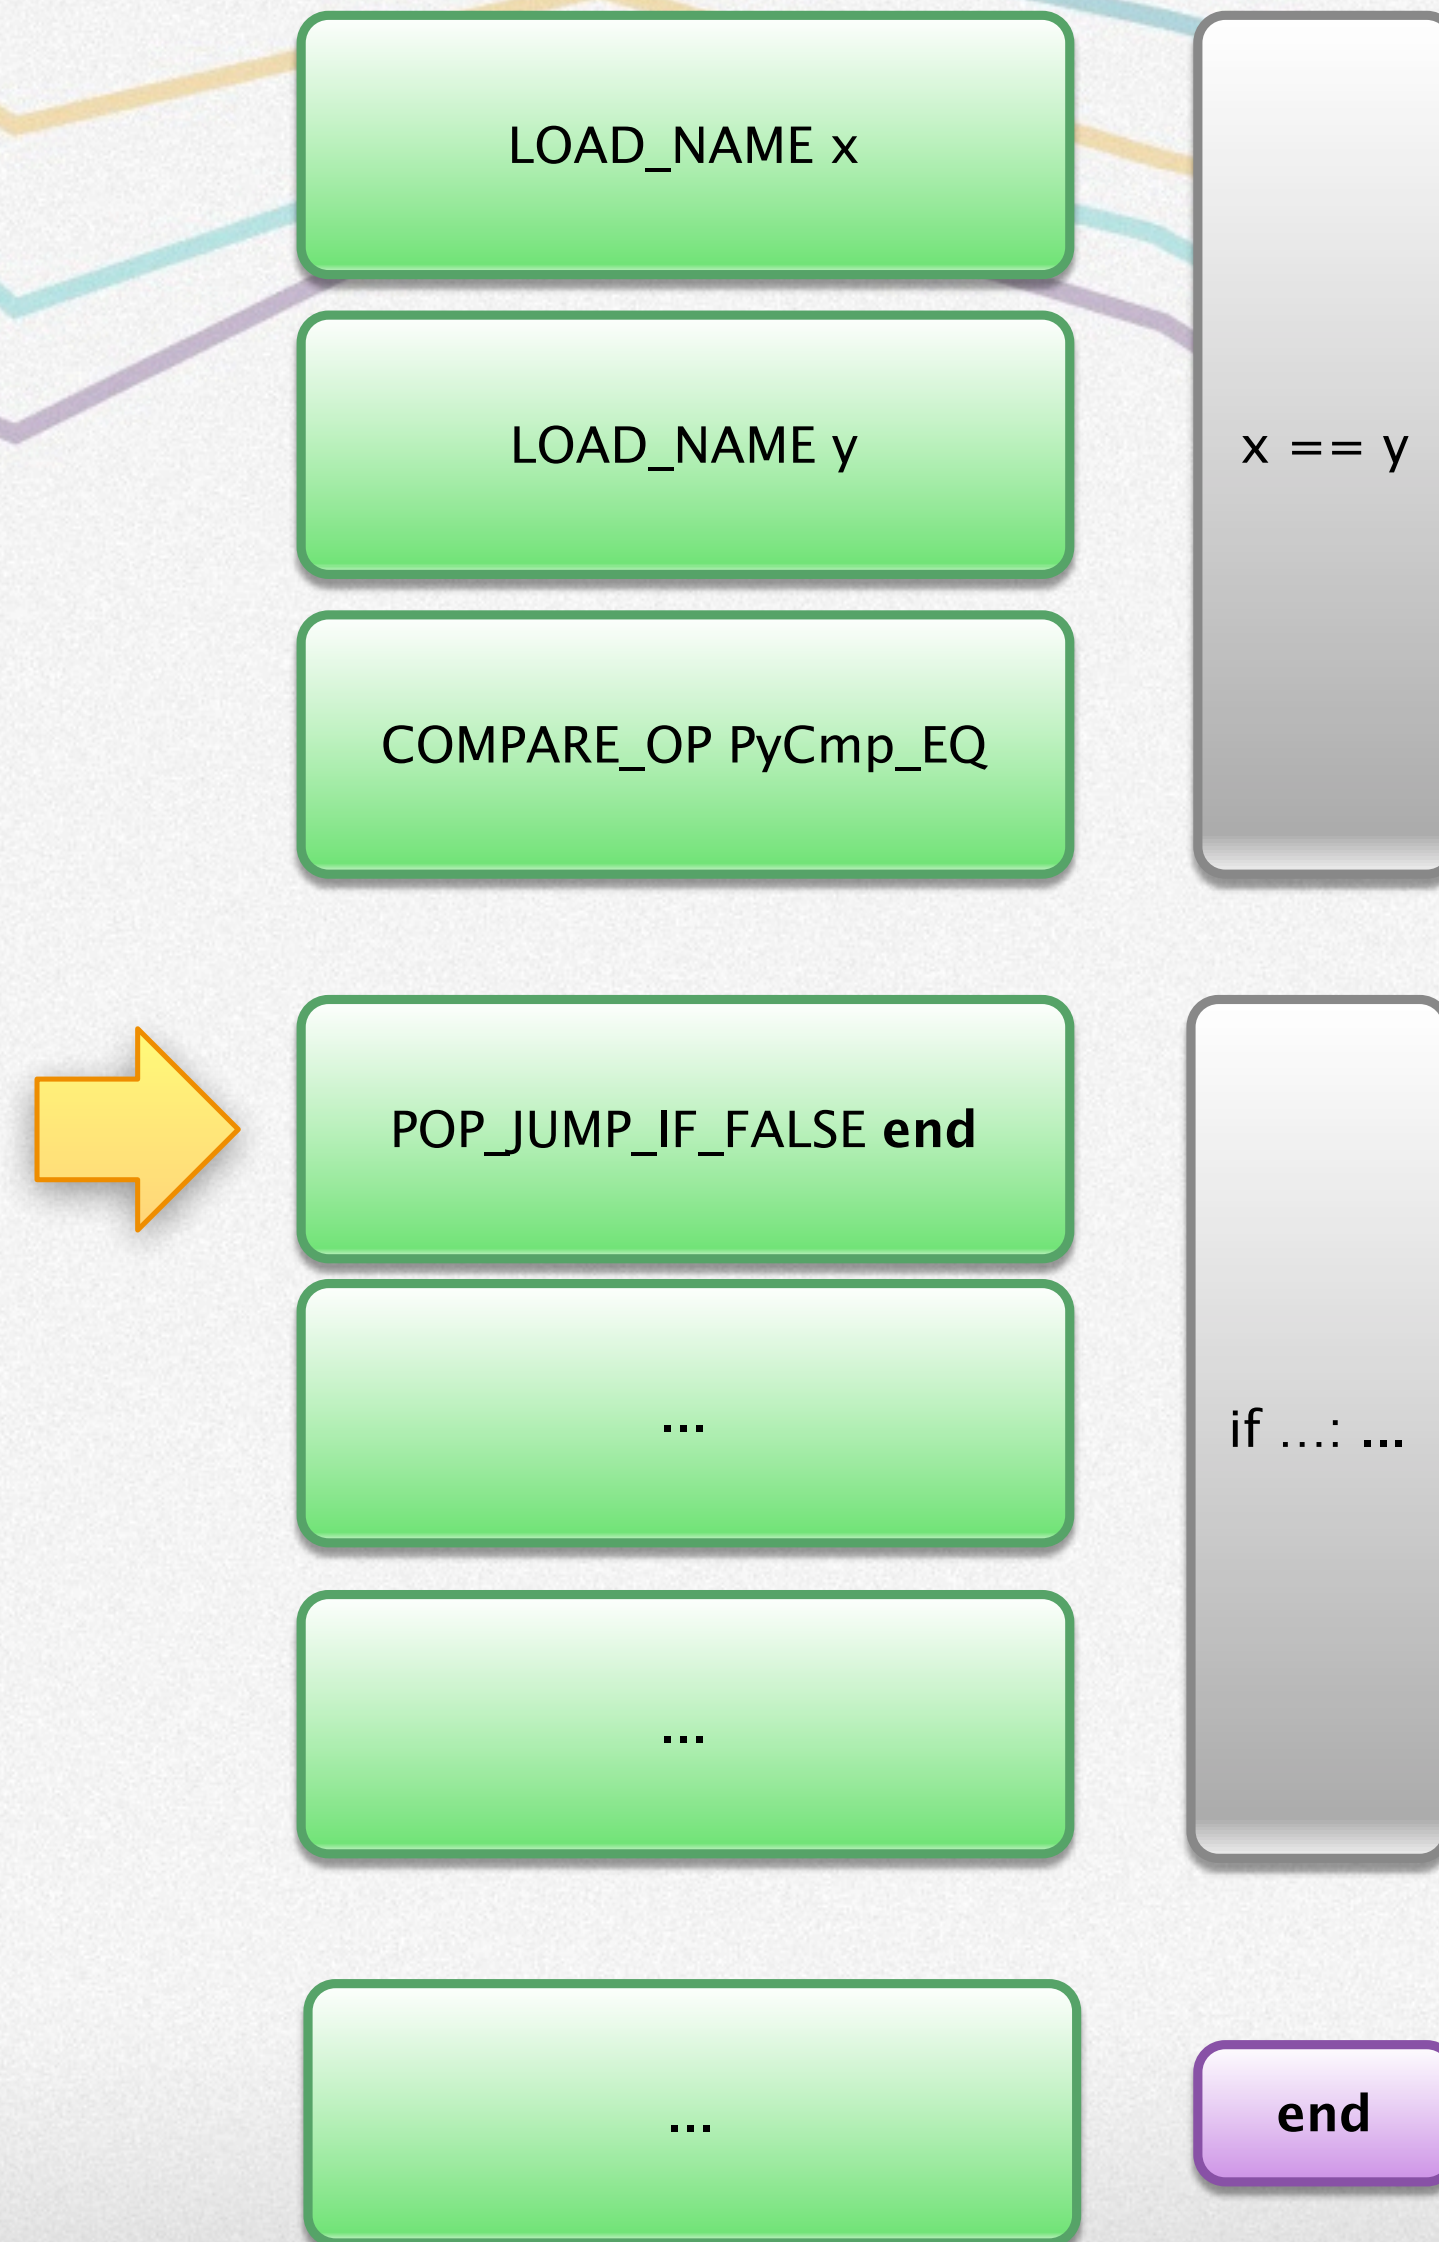 LOAD_NAME x
LOAD_NAME y
x == y
COMPARE_OP PyCmp_EQ
POP_JUMP_IF_FALSE end
...
if ...: ...
...
...
end